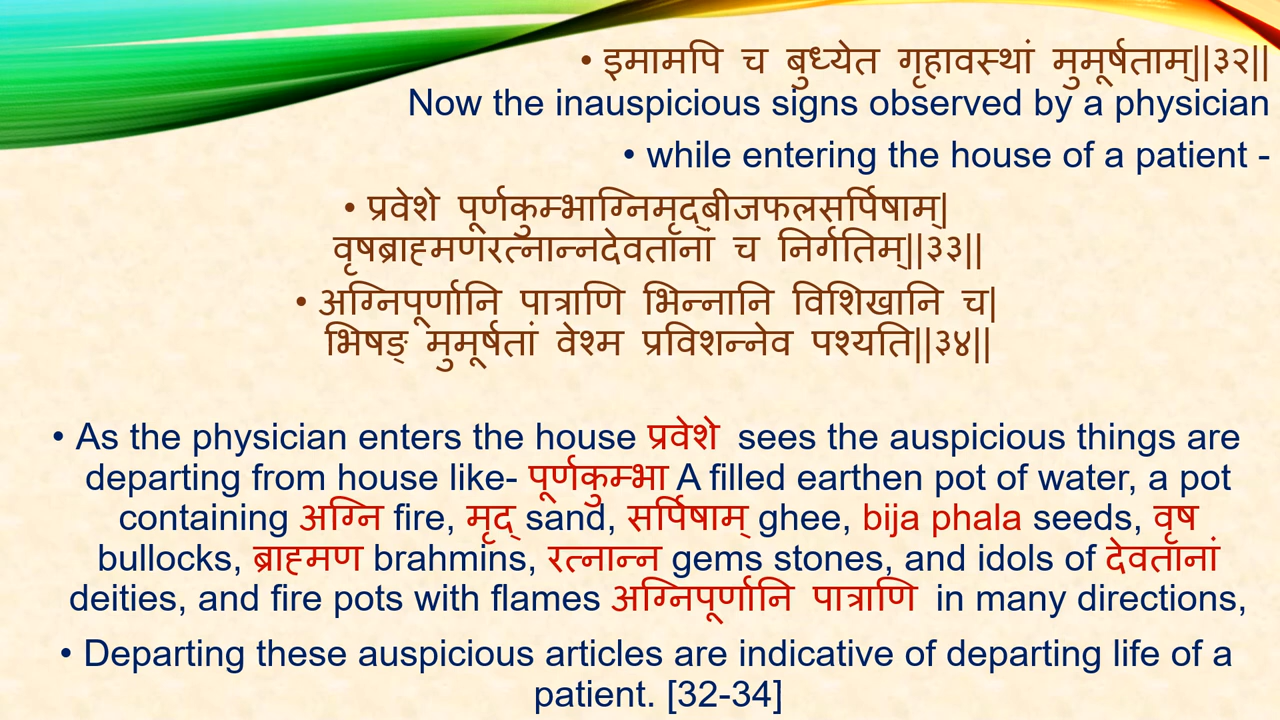 • इमामपि च बुध्येत गृहावस्थां मुमूर्षताम्||३२||
Now the inauspicious signs observed by a physician
• while entering the house of a patient -
• प्रवेशे पूर्णकुम्भाग्निमृद्बीजफलसर्पिषाम्|
वृषब्राह्मणरत्नान्नदेवतानां च निर्गतिम्||३३||
• अग्निपूर्णानि पात्राणि भिन्नानि विशिखानि च|
भिषङ् मुमूर्षतां वेश्म प्रविशन्नेव पश्यति||३४||
• As the physician enters the house प्रवेशे sees the auspicious things are
departing from house like- पूर्णकुम्भा A filled earthen pot of water, a pot
containing अग्नि fire, मृद् sand, सर्पिषाम् ghee, bija phala seeds, वृष
bullocks, ब्राह्मण brahmins, रत्नान्न gems stones, and idols of देवतानां
deities, and fire pots with flames अग्निपूर्णानि पात्राणि in many directions,
• Departing these auspicious articles are indicative of departing life of a
patient. [32-34]